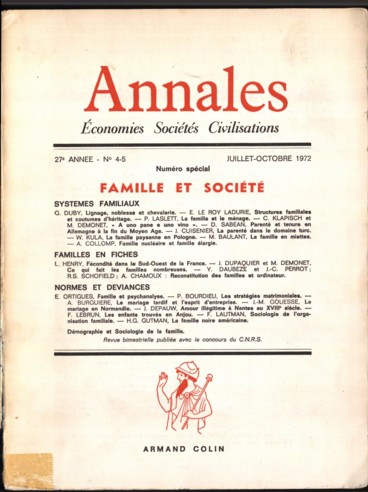 Annales
Économies Sociétés Civilisations
27e ANNEE - No 4-5 JUILLET-OCTOBRE 1972
Numéro spécial
FAMILLE ET SOCIÉTÉ
SYSTEMES FAMILIAUX
G. DUBY, Lignage, noblesse et chevalerie. — E. LE ROY LADURIE, Structures familiales
et coutumes d'héritage. — P. LASLETT, La famille et le ménage. — C. KLAPISCH et
M. DEMONET, « A uno pane e uno vino ». — D. SABEAN, Parenté et tenure en
Allemagne à la fin du Moyen Age. — J. CUISENIER, La parenté dans le domaine turc.
— W. KULA, La famille paysanne en Pologne. — M. BAULANT, La famille en miettes.
— A. COLLOMP, Famille nucléaire et famille élargie.
FAMILLES EN FICHES
L. HENRY, Fécondité dans le Sud-Ouest de la France. — J. DUPAQUIER et M. DEMONET,
Ce qui fait les familles nombreuses. — Y. DAUBEZE et J.-C. PERROT ;
R.S. SCHOFIELD ; A. CHAMOUX : Reconstitution des familles et ordinateur.
NORMES ET DEVIANCES
E. ORTIGUES, Famille et psychanalyse. — P. BOURDIEU, Les stratégies matrimoniales. —
A. BURGUIERE, Le mariage tardif et l'esprit d'entreprise. — J.-M. GOUESSE, Le
mariage en Normandie. — J. DEPAUW, Amour illégitime à Nantes au XVIIIe siècle. —
F. LEBRUN, Les enfants trouvés en Anjou. — F. LAUTMAN, Sociologie de l'orga-
nisation familiale. — H.G. GUTMAN, La famille noire américaine.
Démographie et Sociologie de la famille.
Revue bimestrielle publiée avec le concours du C.N.R.S.
ARMAND COLIN